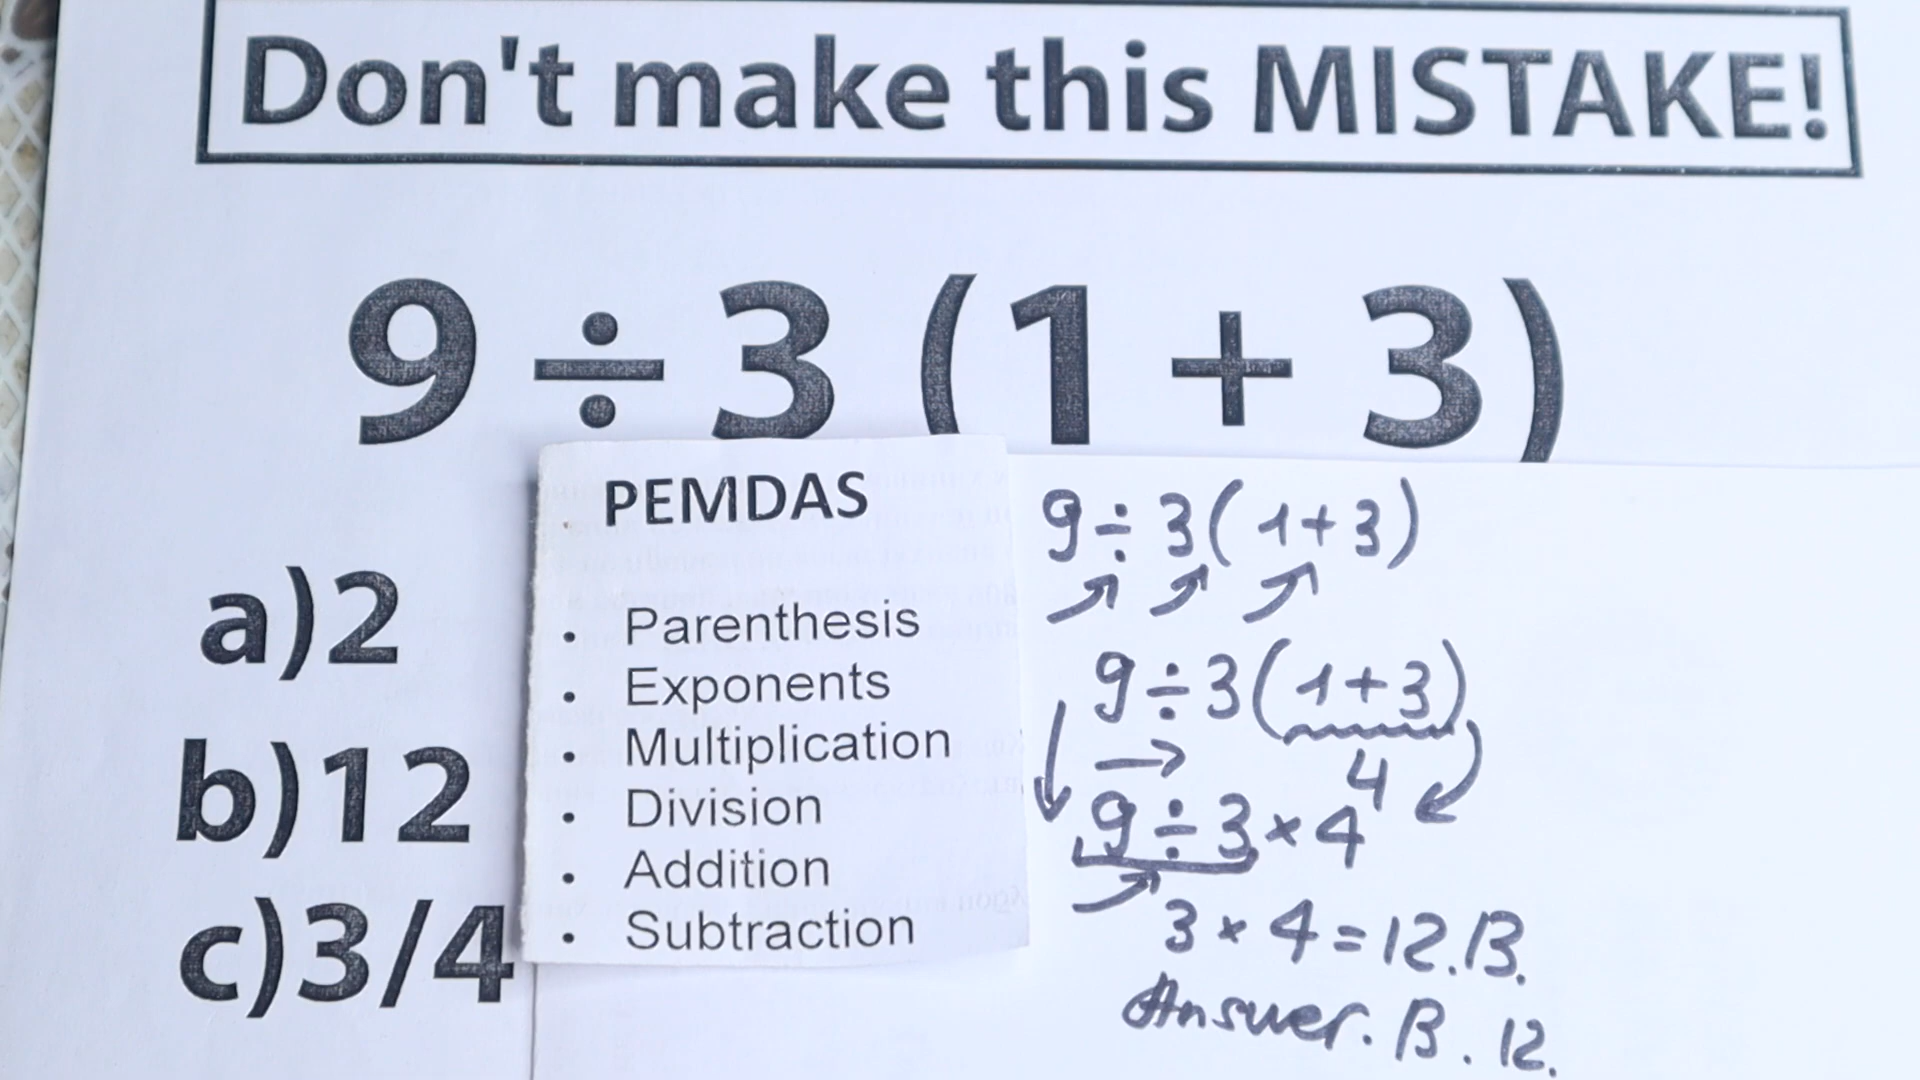 Don't make this MISTAKE!
9 ÷ 3 (1 + 3)
a)2
b)12
c)3/4
PEMDAS
• Parenthesis
• Exponents
• Multiplication
• Division
• Addition
• Subtraction
9 ÷ 3(1+3)
9 ÷ 3(1+3)
4
9 ÷ 3 × 4
3 × 4 = 12. B.
Answer. B. 12.